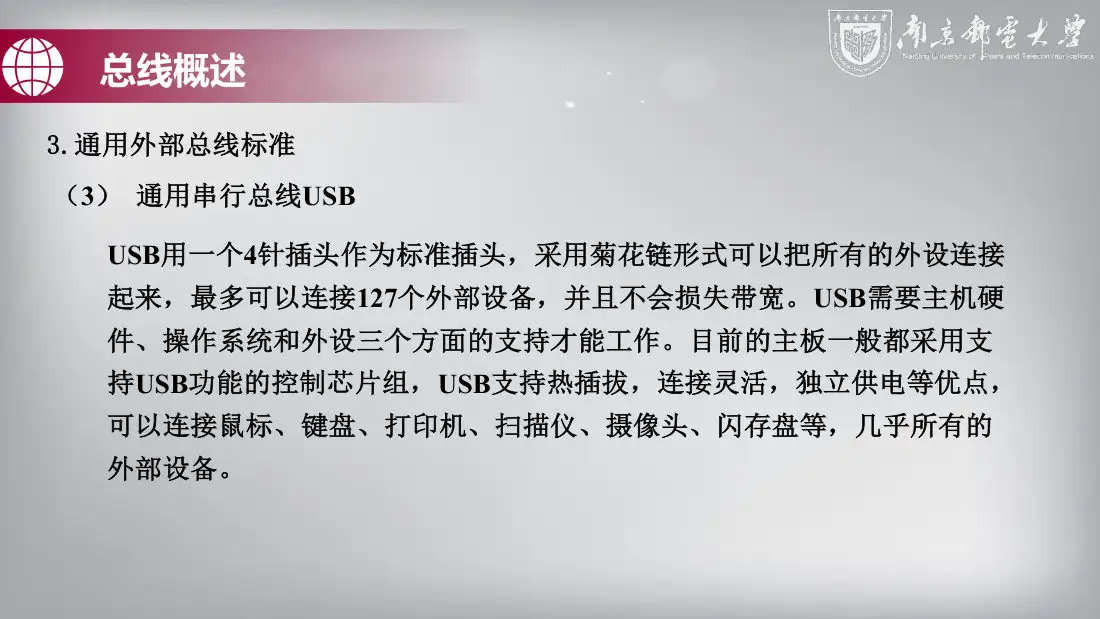 总线概述
南京邮电大学
Nanjing University of Posts and Telecommunications
3.通用外部总线标准
（3） 通用串行总线USB
USB用一个4针插头作为标准插头，采用菊花链形式可以把所有的外设连接
起来，最多可以连接127个外部设备，并且不会损失带宽。USB需要主机硬
件、操作系统和外设三个方面的支持才能工作。目前的主板一般都采用支
持USB功能的控制芯片组，USB支持热插拔，连接灵活，独立供电等优点，
可以连接鼠标、键盘、打印机、扫描仪、摄像头、闪存盘等，几乎所有的
外部设备。